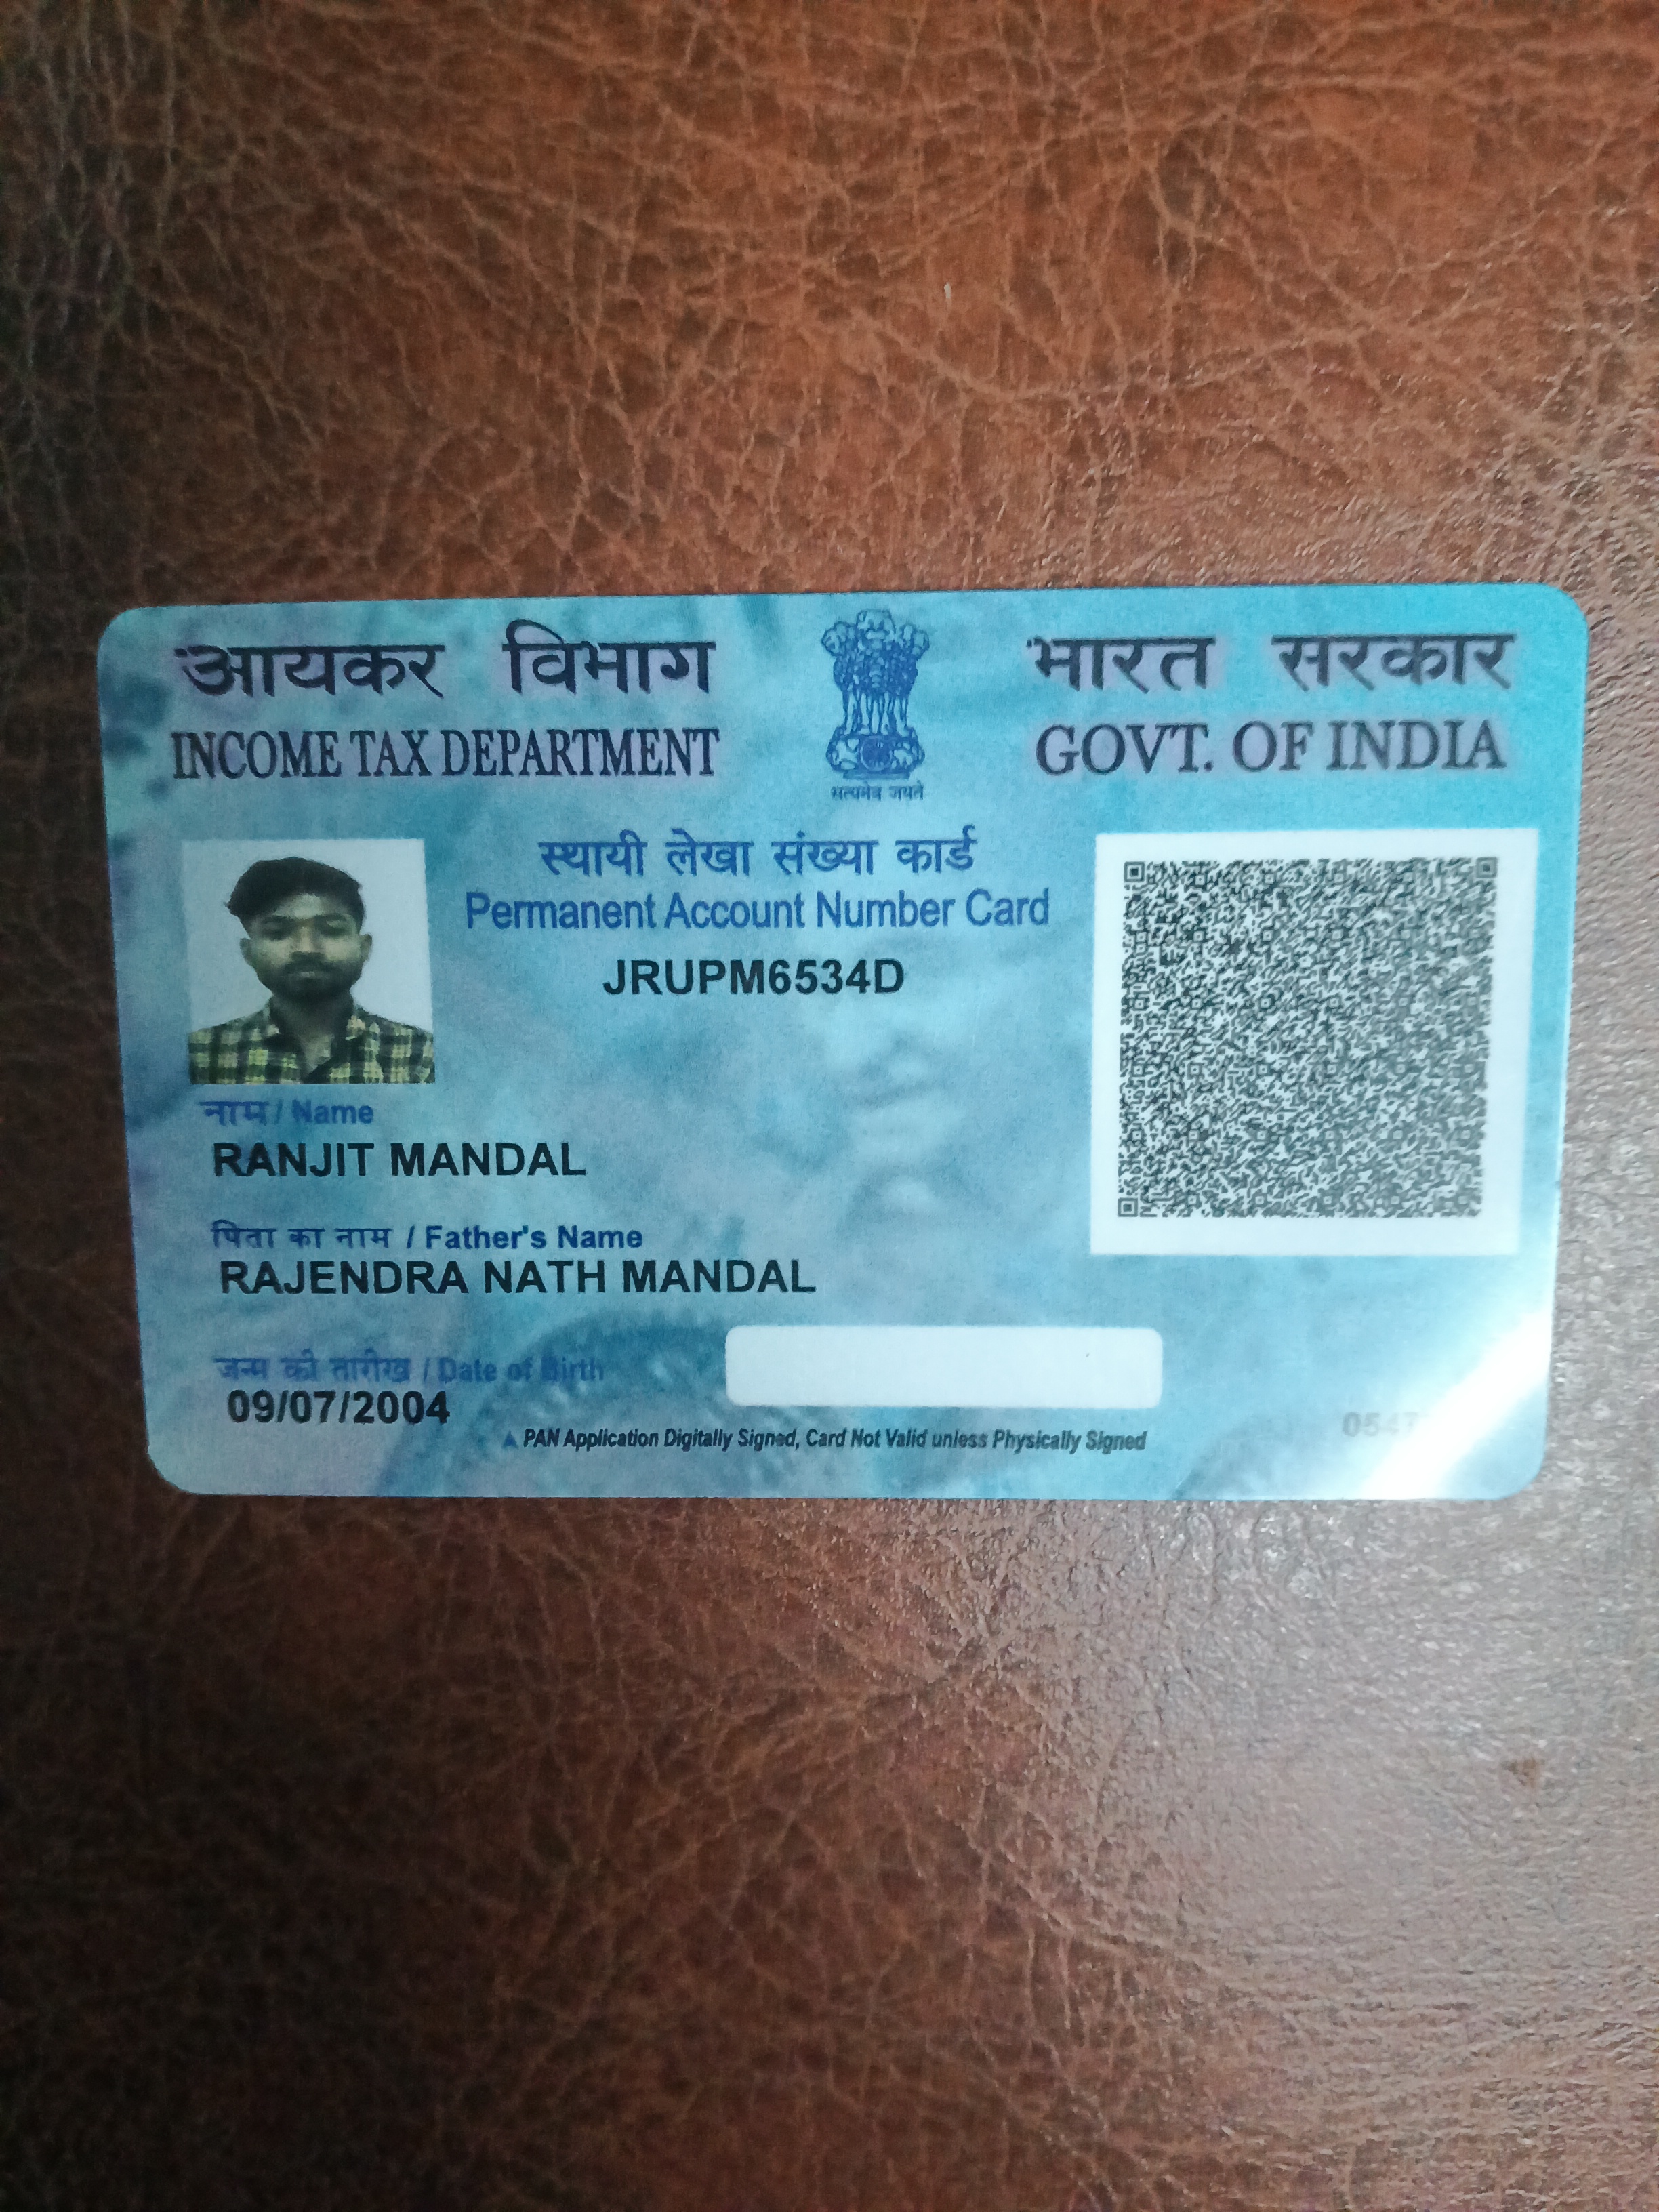 आयकर विभाग
INCOME TAX DEPARTMENT
सत्यमेव जयते
भारत सरकार
GOVT. OF INDIA
स्थायी लेखा संख्या कार्ड
Permanent Account Number Card
JRUPM6534D
नाम / Name
RANJIT MANDAL
पिता का नाम / Father's Name
RAJENDRA NATH MANDAL
जन्म की तारीख / Date of Birth
09/07/2004
PAN Application Digitally Signed, Card Not Valid unless Physically Signed